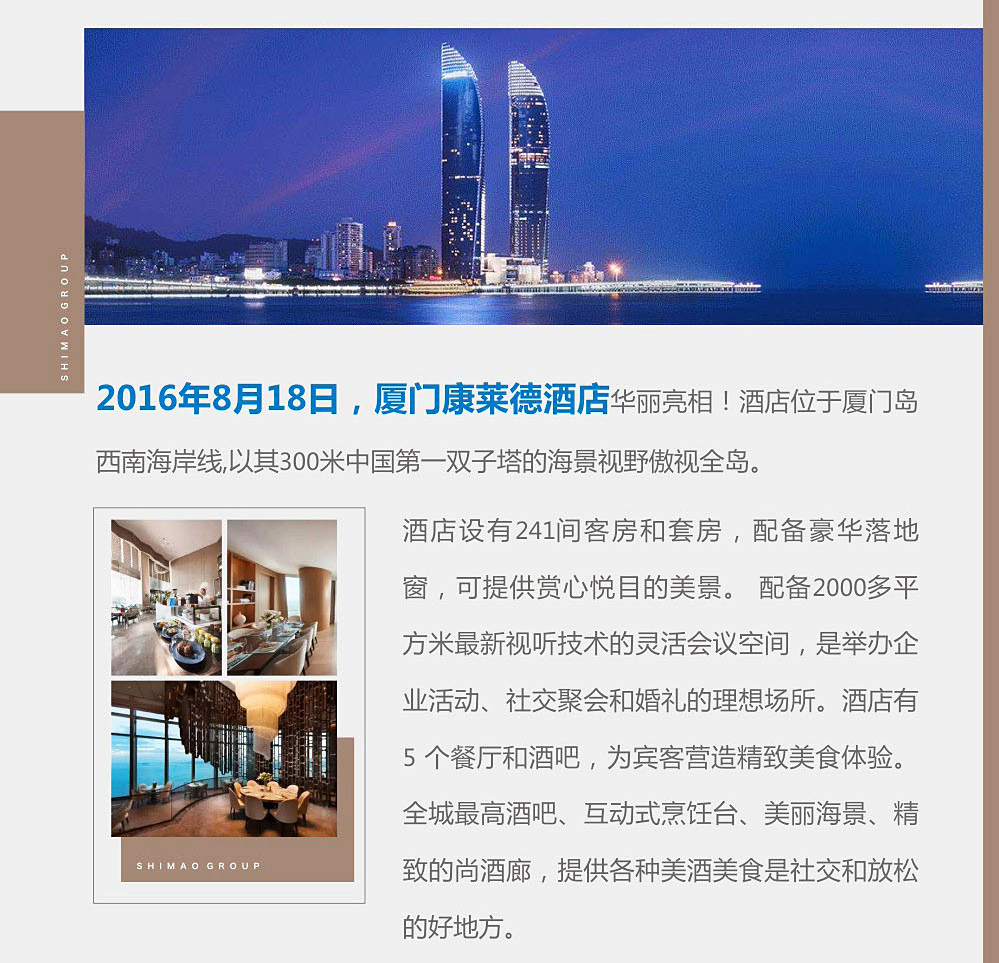 SHIMAO GROUP
2016年8月18日，厦门康莱德酒店华丽亮相！酒店位于厦门岛
西南海岸线,以其300米中国第一双子塔的海景视野傲视全岛。
酒店设有241间客房和套房，配备豪华落地
窗，可提供赏心悦目的美景。 配备2000多平
方米最新视听技术的灵活会议空间，是举办企
业活动、社交聚会和婚礼的理想场所。酒店有
5 个餐厅和酒吧，为宾客营造精致美食体验。
全城最高酒吧、互动式烹饪台、美丽海景、精
致的尚酒廊，提供各种美酒美食是社交和放松
的好地方。
SHIMAO GROUP